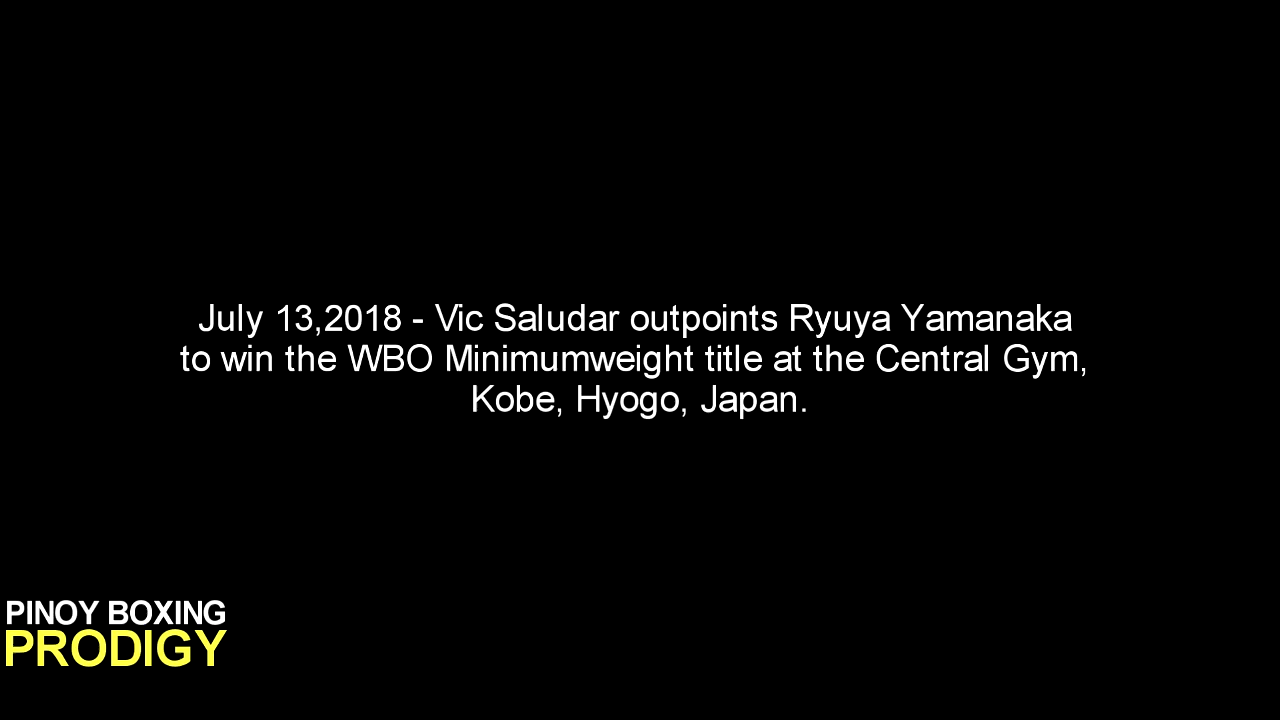 July 13,2018 - Vic Saludar outpoints Ryuya Yamanaka
to win the WBO Minimumweight title at the Central Gym,
Kobe, Hyogo, Japan.
PINOY BOXING
PRODIGY